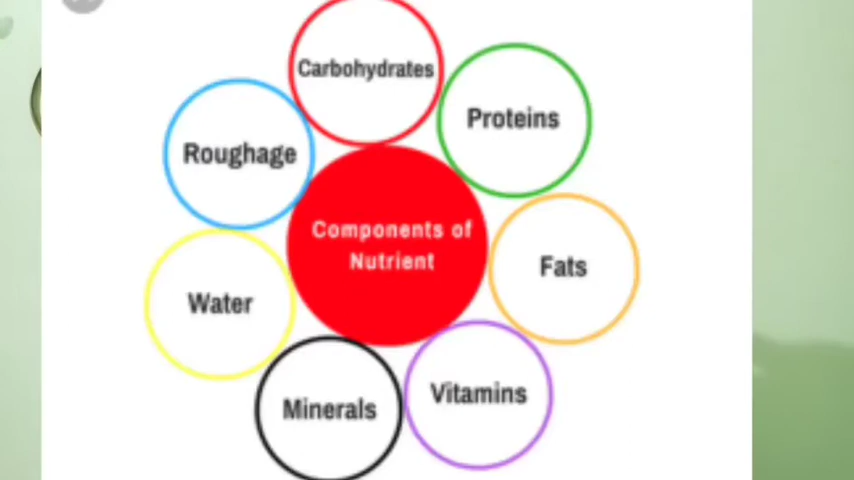 Carbohydrates
Proteins
Roughage
Components of
Nutrient
Fats
Water
Vitamins
Minerals